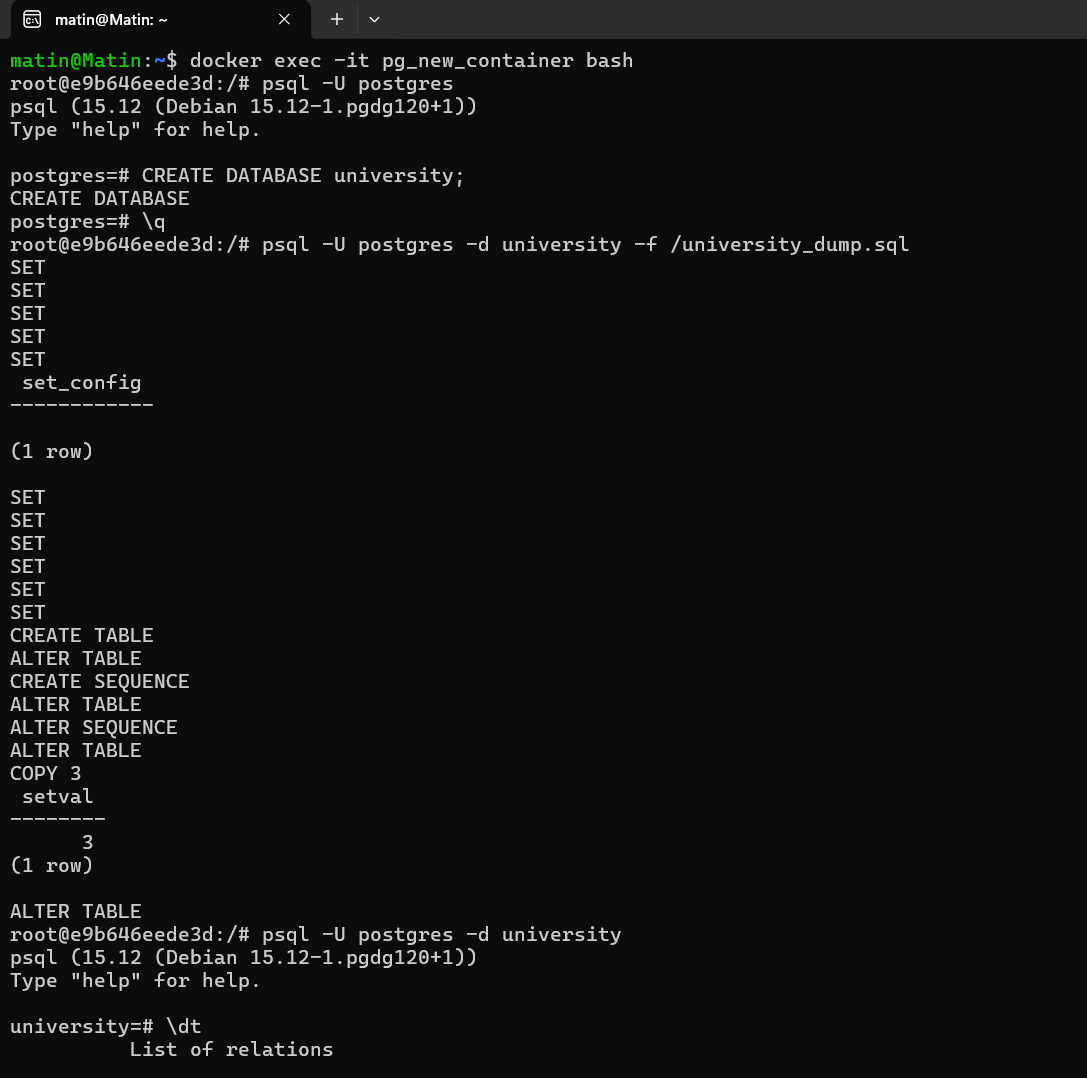 matin@Matin: ~
matin@Matin:~$ docker exec -it pg_new_container bash
root@e9b646eede3d:/# psql -U postgres
psql (15.12 (Debian 15.12-1.pgdg120+1))
Type "help" for help.
postgres=# CREATE DATABASE university;
CREATE DATABASE
postgres=# \q
root@e9b646eede3d:/# psql -U postgres -d university -f /university_dump.sql
SET
SET
SET
SET
SET
 set_config
------------
(1 row)
SET
SET
SET
SET
SET
SET
CREATE TABLE
ALTER TABLE
CREATE SEQUENCE
ALTER TABLE
ALTER SEQUENCE
ALTER TABLE
COPY 3
 setval
--------
      3
(1 row)
ALTER TABLE
root@e9b646eede3d:/# psql -U postgres -d university
psql (15.12 (Debian 15.12-1.pgdg120+1))
Type "help" for help.
university=# \dt
          List of relations